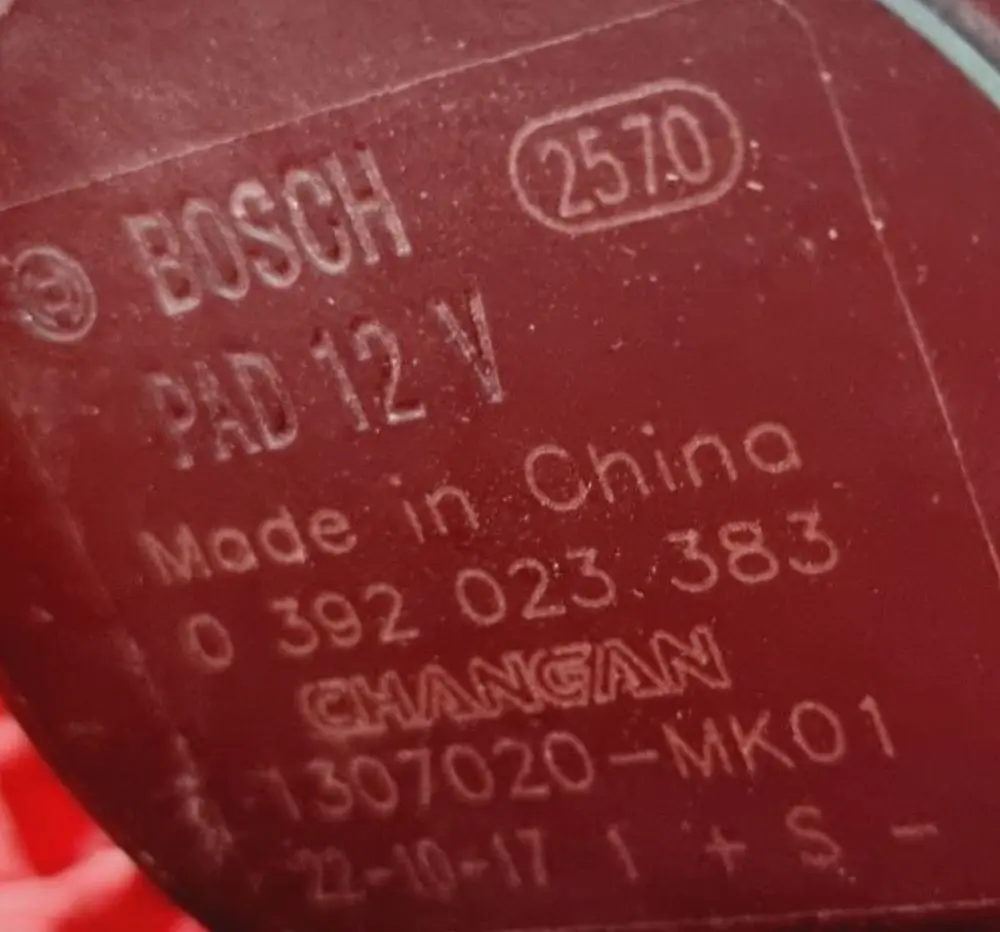 2570
BOSCH
PAD 12 V
Made in China
0 392 023 383
CHANGAN
1307020-MK01
22-10-17 1 + S -